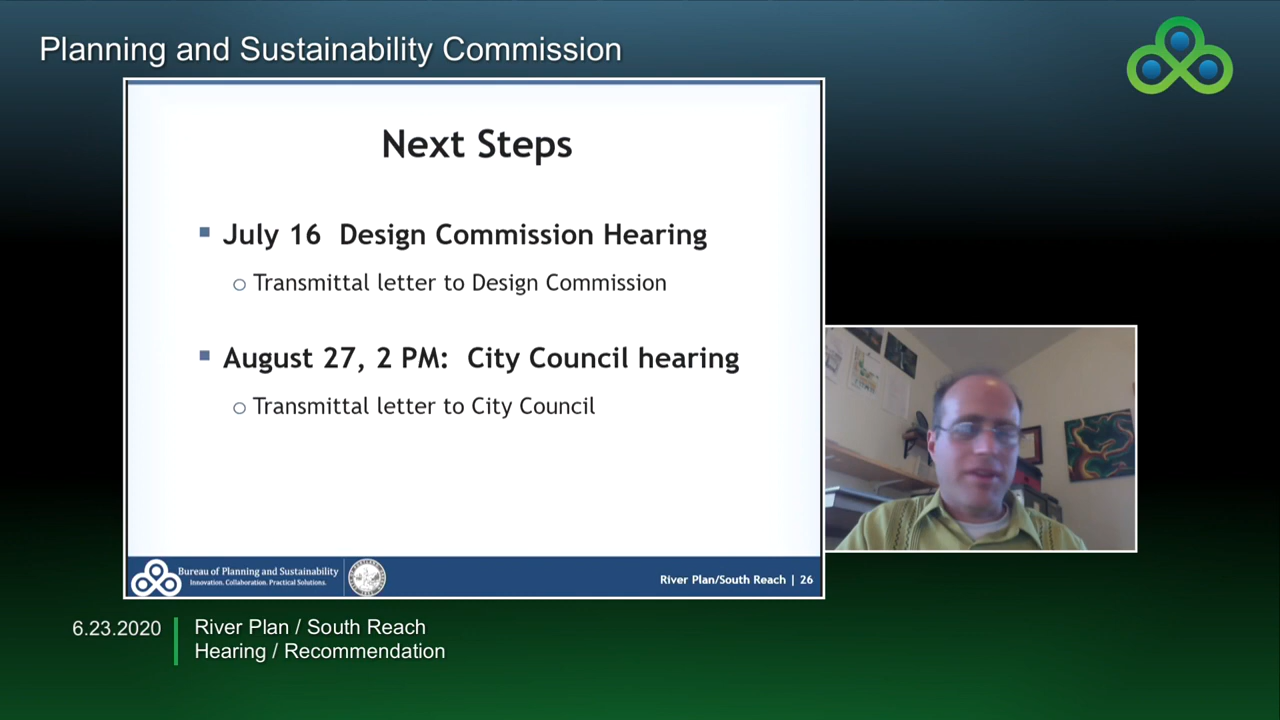 Planning and Sustainability Commission
Next Steps
July 16 Design Commission Hearing
Transmittal letter to Design Commission
August 27, 2 PM: City Council hearing
Transmittal letter to City Council
Bureau of Planning and Sustainability
Innovation. Collaboration. Practical Solutions.
River Plan/South Reach | 26
6.23.2020
River Plan / South Reach
Hearing / Recommendation